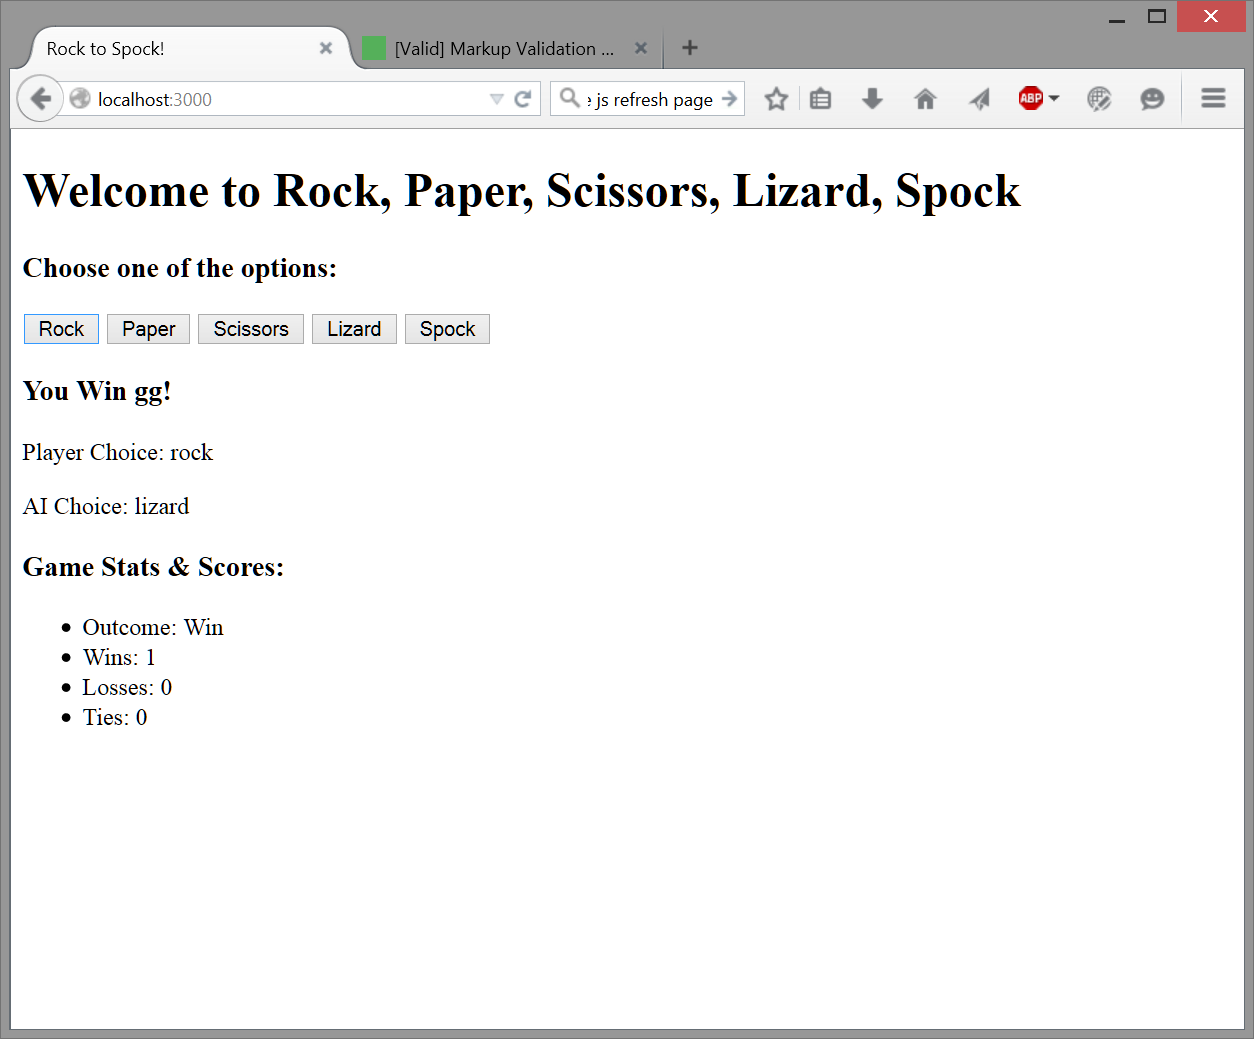 Rock to Spock!
[Valid] Markup Validation ...
localhost:3000
js refresh page
ABP
Welcome to Rock, Paper, Scissors, Lizard, Spock
Choose one of the options:
Rock Paper Scissors Lizard Spock
You Win gg!
Player Choice: rock
AI Choice: lizard
Game Stats & Scores:
Outcome: Win
Wins: 1
Losses: 0
Ties: 0